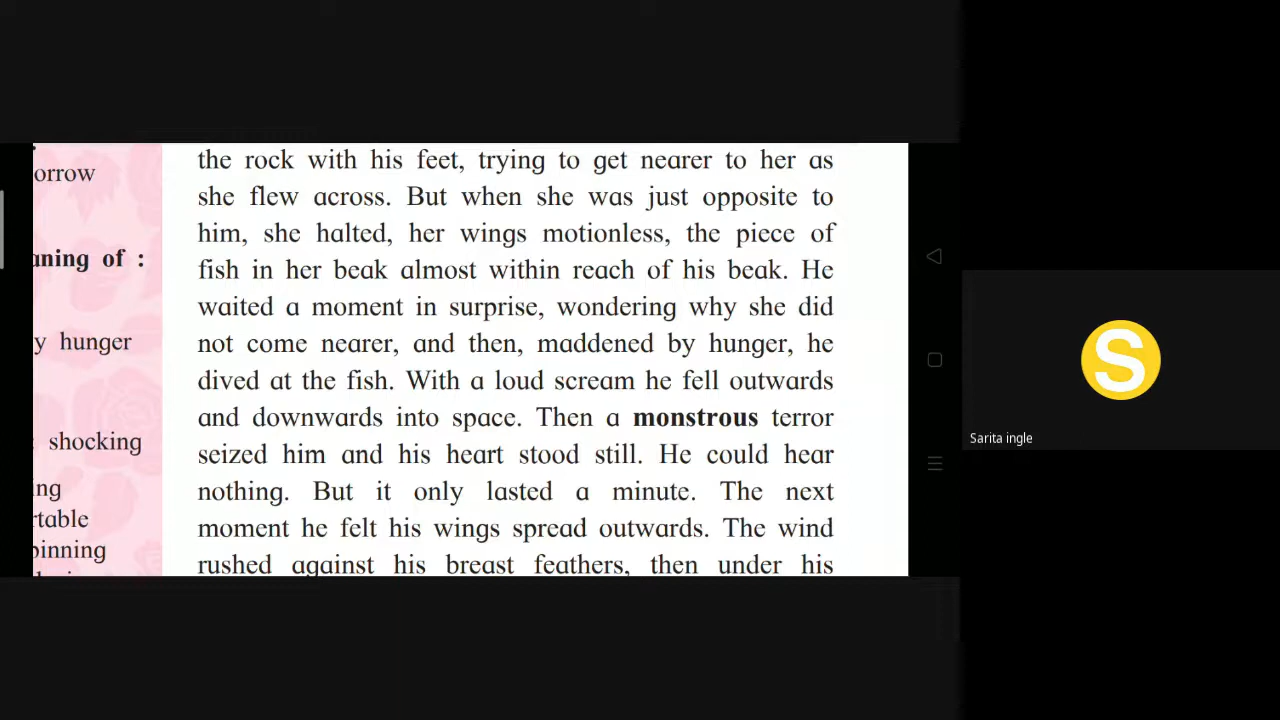 orrow
aning of :
y hunger
shocking
ing
rtable
pinning
the rock with his feet, trying to get nearer to her as
she flew across. But when she was just opposite to
him, she halted, her wings motionless, the piece of
fish in her beak almost within reach of his beak. He
waited a moment in surprise, wondering why she did
not come nearer, and then, maddened by hunger, he
dived at the fish. With a loud scream he fell outwards
and downwards into space. Then a monstrous terror
seized him and his heart stood still. He could hear
nothing. But it only lasted a minute. The next
moment he felt his wings spread outwards. The wind
rushed against his breast feathers, then under his
S
Sarita ingle